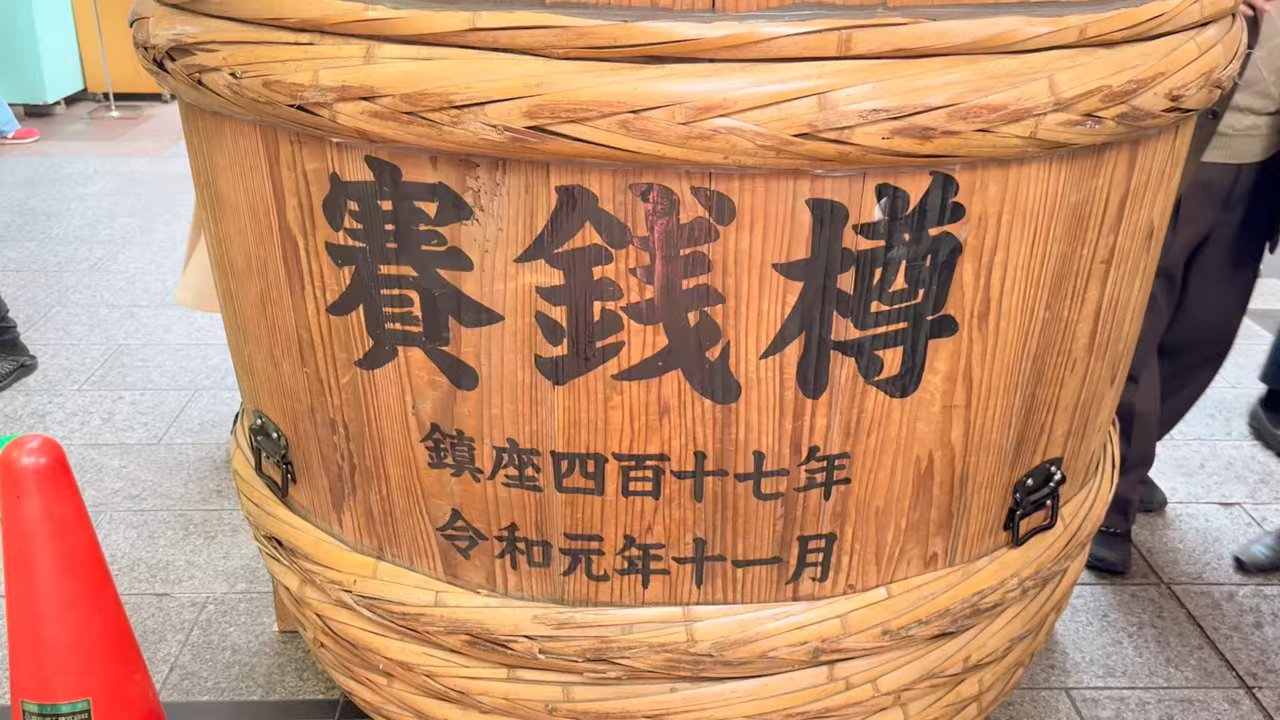 賽銭樽
鎮座四百十七年
令和元年十一月